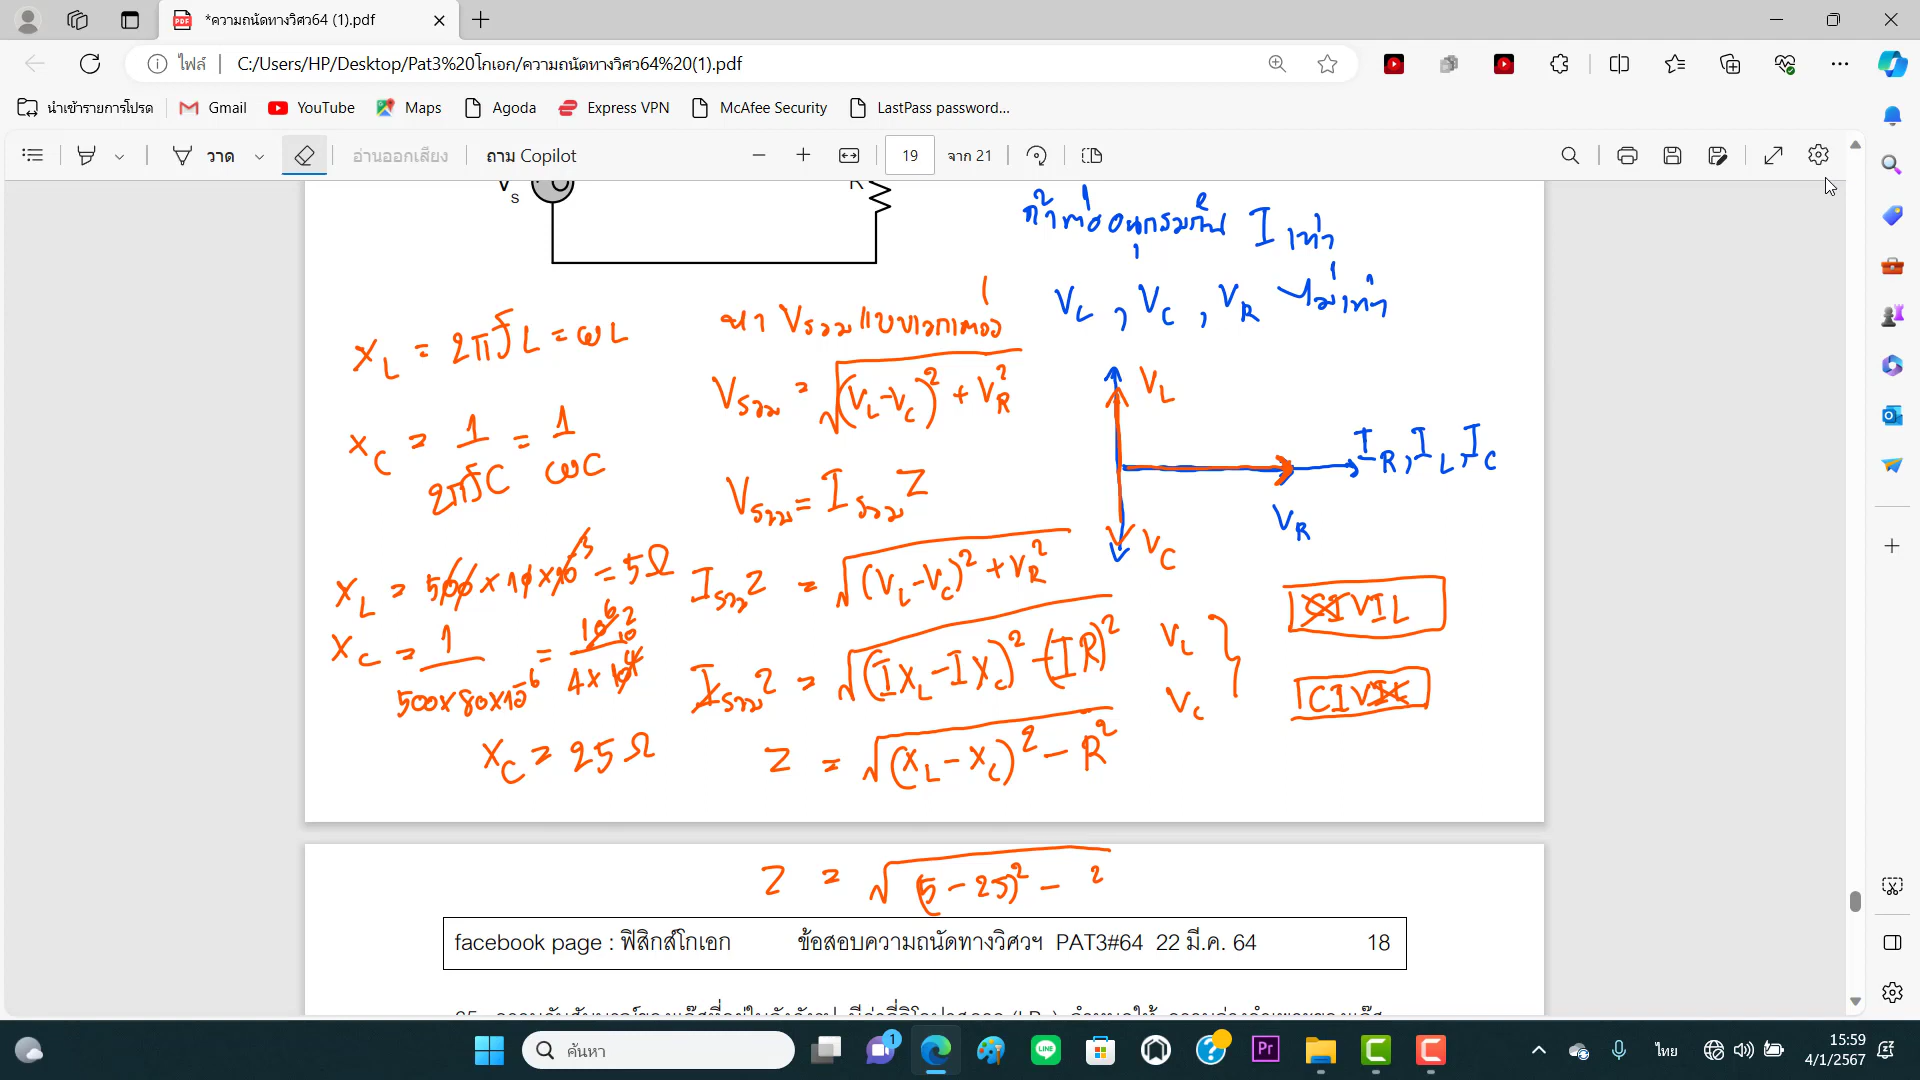 *ความถนัดทางวิศว64 (1).pdf
ไฟล์ C:/Users/HP/Desktop/Pat3%20โกเอก/ความถนัดทางวิศว64%20(1).pdf
นำเข้ารายการโปรด Gmail YouTube Maps Agoda Express VPN McAfee Security LastPass password...
วาด อ่านออกเสียง ถาม Copilot 19 จาก 21
Vs R
ถ้าต่ออนุกรมกัน I เท่า
VL , VC , VR ไม่เท่า
XL = 2πfL = ωL
XC = 1/2πfC = 1/ωC
XL = 500 x 10 x 10^-3 = 5Ω
XC = 1/500x80x10^-6 = 10^6/4x10^4
XC = 25Ω
หา Vรวม แบบเวกเตอร์
Vรวม = √(VL-VC)² + VR²
Vรวม = Iรวม Z
Iรวม Z = √(VL-VC)² + VR²
Iรวม Z = √(IXL-IXC)² - (IR)²
Z = √(XL - XC)² - R²
VL
IR, IL, IC
VR
VC
VL
VC
CIVIL
CIVIL
Z = √(5 - 25)² - ²
facebook page : ฟิสิกส์โกเอก ข้อสอบความถนัดทางวิศวฯ PAT3#64 22 มี.ค. 64 18
ค้นหา
1
Pr
ไทย
15:59
4/1/2567